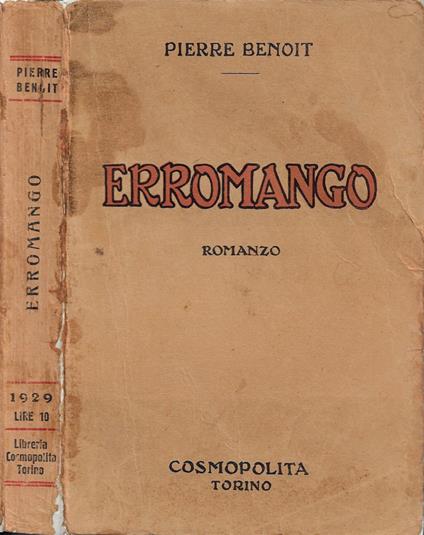 PIERRE
BENOIT
ERROMANGO
1929
LIRE 10
Libreria
Cosmopolita
Torino
PIERRE BENOIT
ERROMANGO
ROMANZO
COSMOPOLITA
TORINO